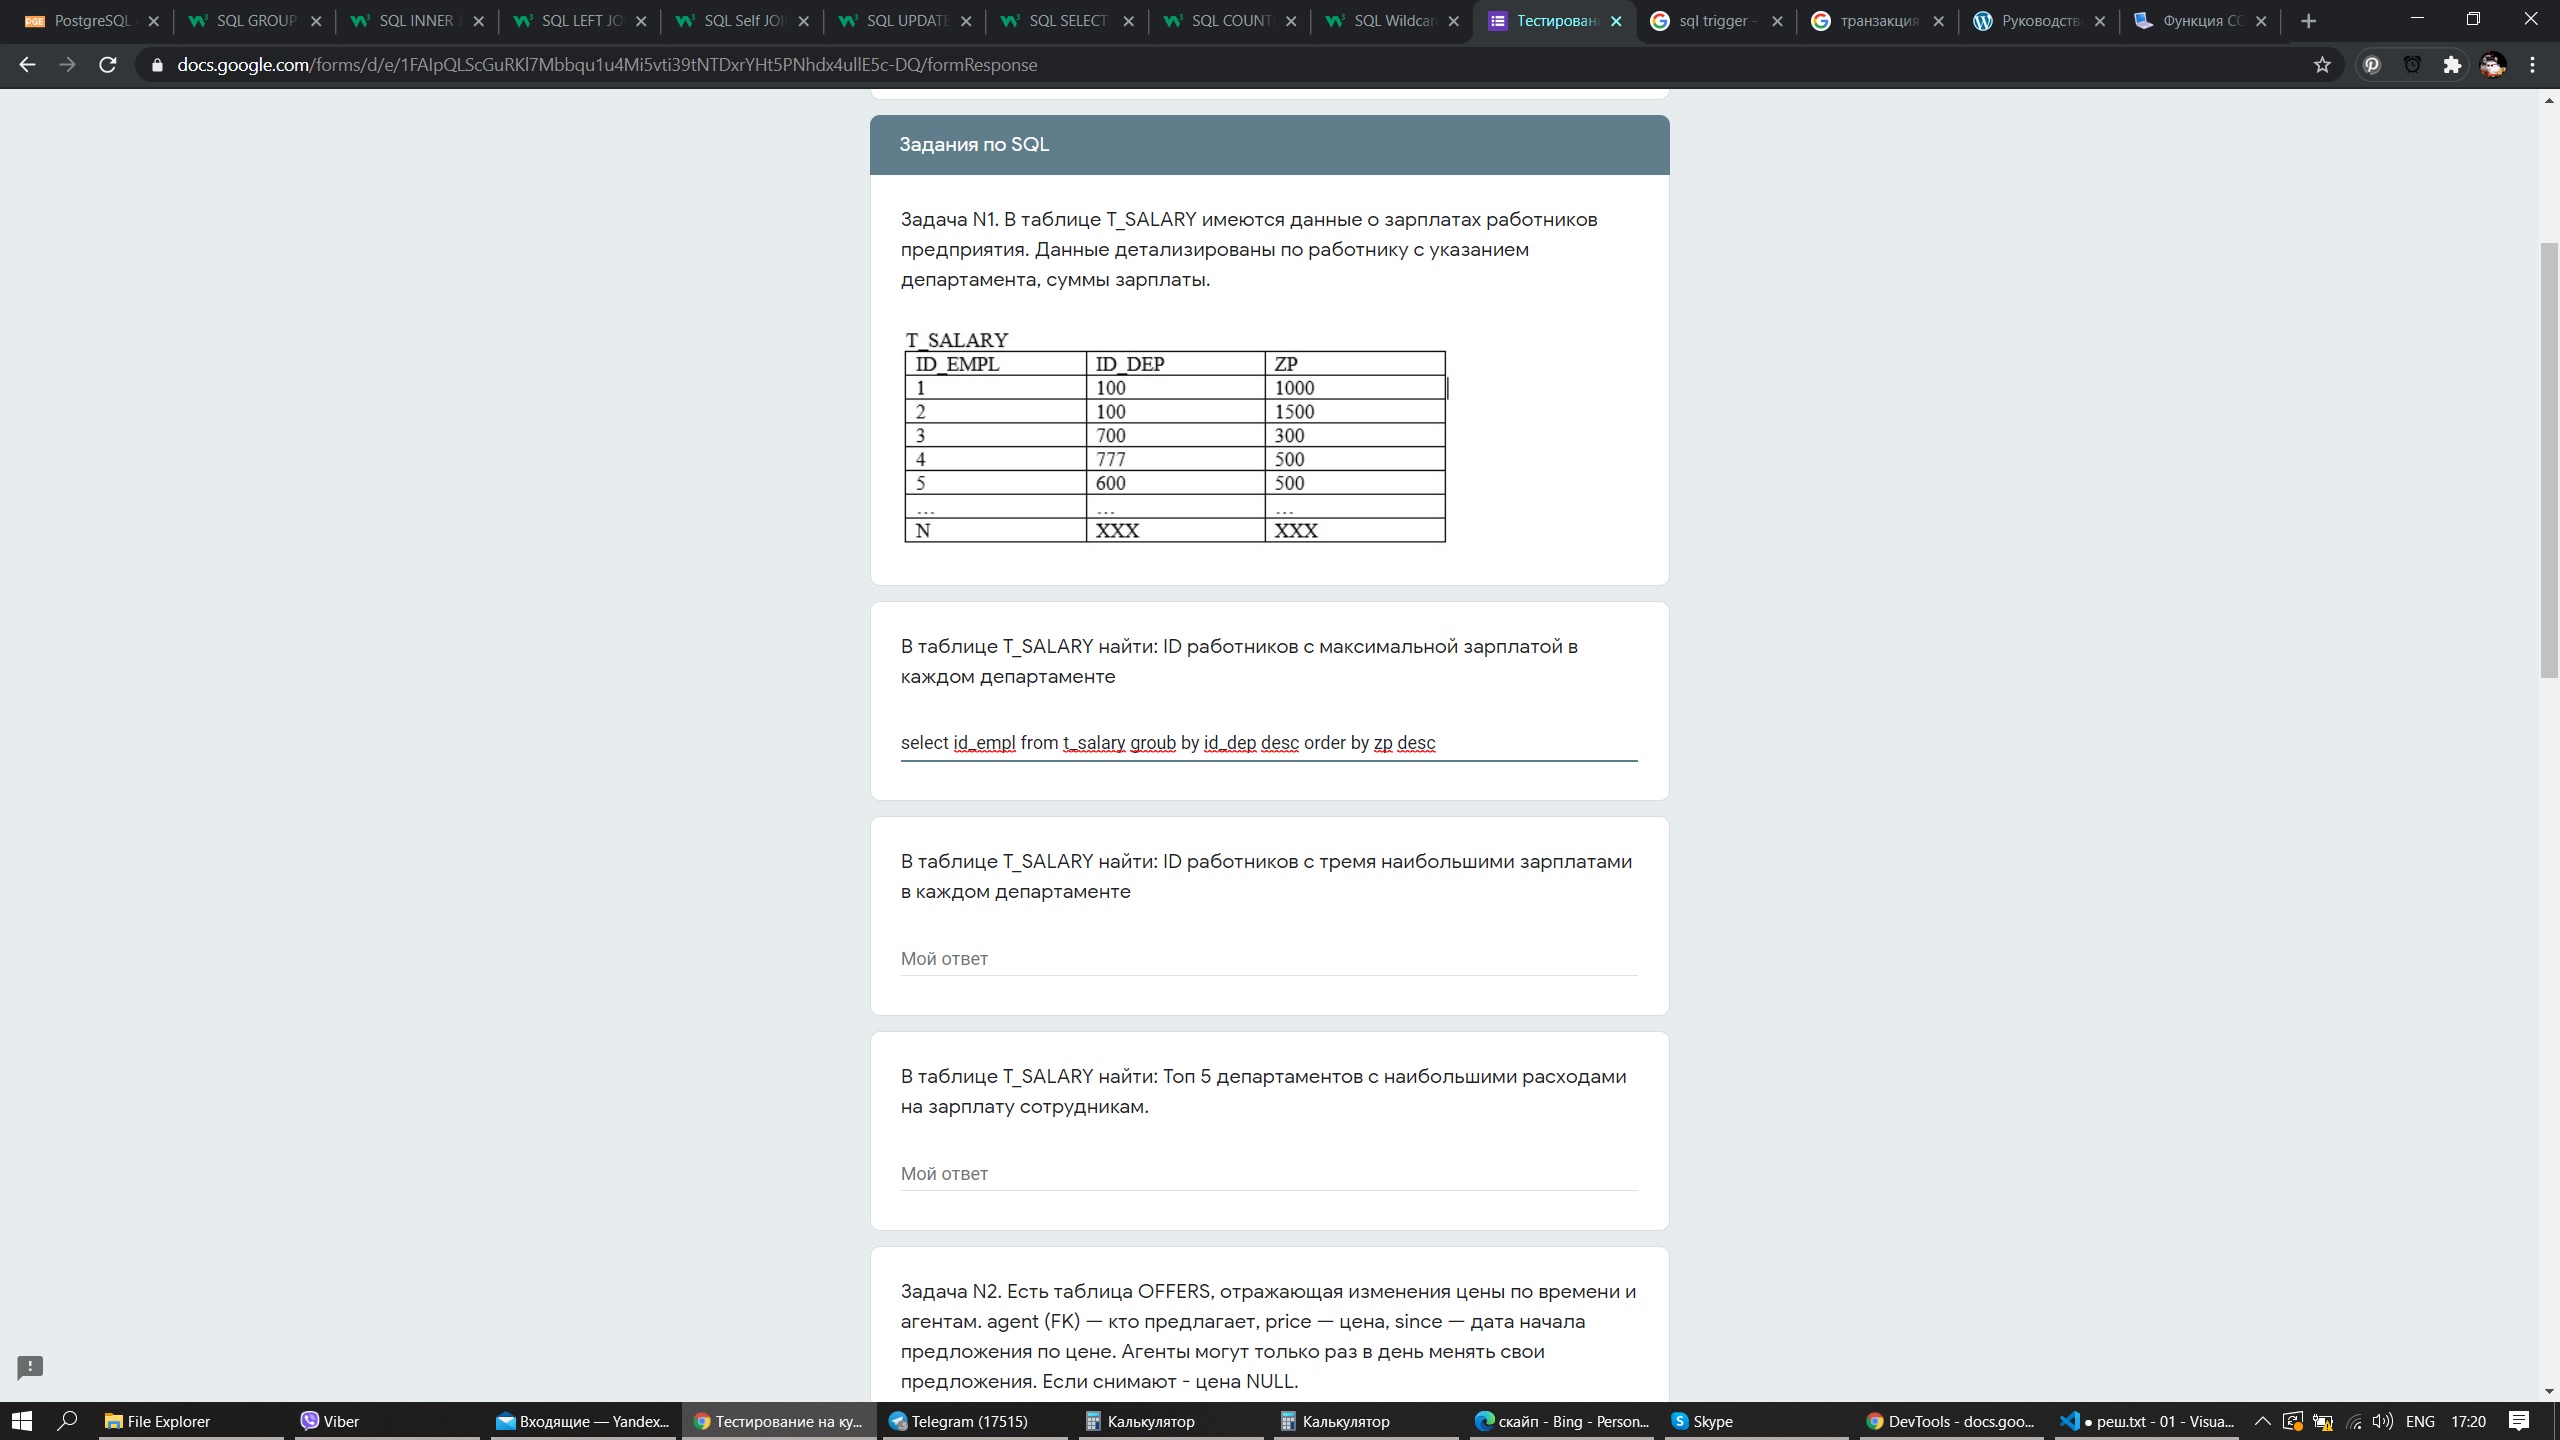 PostgreSQL
SQL GROUP
SQL INNER J
SQL LEFT JO
SQL Self JOI
SQL UPDATE
SQL SELECT
SQL COUNT
SQL Wildcar
Тестирован
sql trigger -
транзакция
Руководств
Функция СС
docs.google.com/forms/d/e/1FAIpQLScGuRKl7Mbbqu1u4Mi5vti39tNTDxrYHt5PNhdx4ullE5c-DQ/formResponse
Задания по SQL
Задача N1. В таблице T_SALARY имеются данные о зарплатах работников
предприятия. Данные детализированы по работнику с указанием
департамента, суммы зарплаты.
T_SALARY
ID_EMPL ID_DEP ZP
1 100 1000
2 100 1500
3 700 300
4 777 500
5 600 500
... ... ...
N XXX XXX
В таблице T_SALARY найти: ID работников с максимальной зарплатой в
каждом департаменте
select id_empl from t_salary groub by id_dep desc order by zp desc
В таблице T_SALARY найти: ID работников с тремя наибольшими зарплатами
в каждом департаменте
Мой ответ
В таблице T_SALARY найти: Топ 5 департаментов с наибольшими расходами
на зарплату сотрудникам.
Мой ответ
Задача N2. Есть таблица OFFERS, отражающая изменения цены по времени и
агентам. agent (FK) — кто предлагает, price — цена, since — дата начала
предложения по цене. Агенты могут только раз в день менять свои
предложения. Если снимают - цена NULL.
File Explorer
Viber
Входящие — Yandex...
Тестирование на ку...
Telegram (17515)
Калькулятор
Калькулятор
скайп - Bing - Person...
Skype
DevTools - docs.goo...
● реш.txt - 01 - Visua...
ENG
17:20